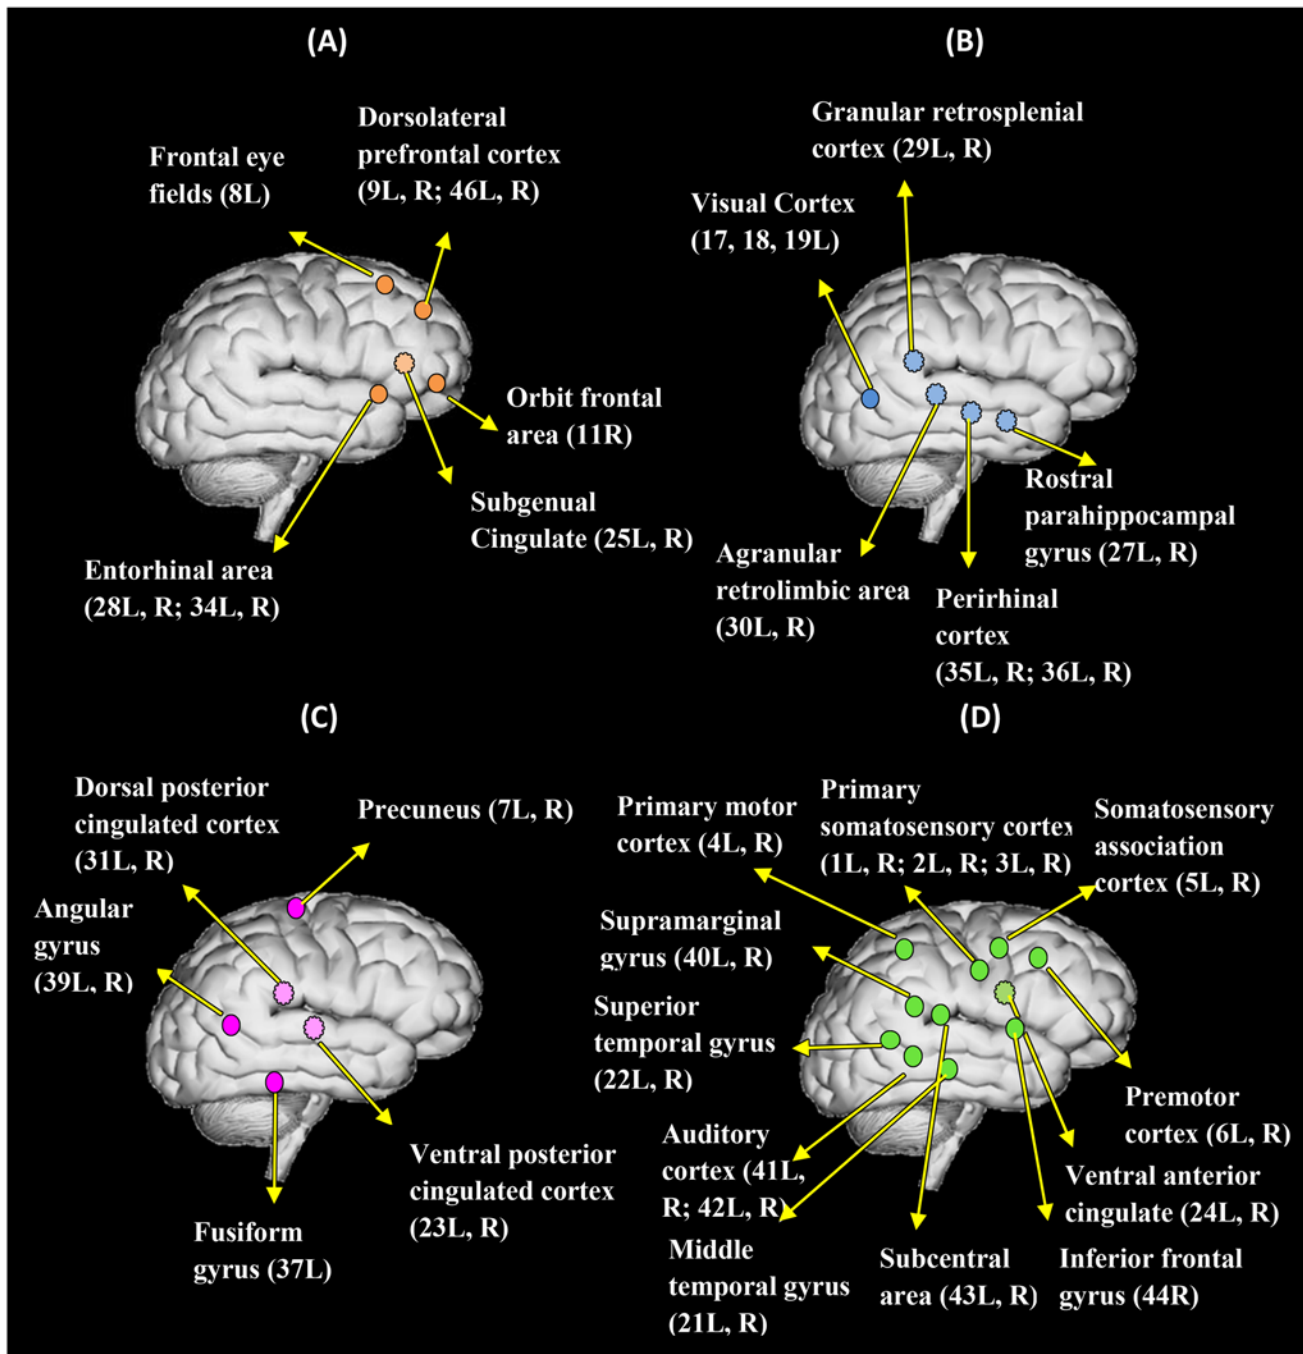 (A)
Dorsolateral
prefrontal cortex
(9L, R; 46L, R)
Frontal eye
fields (8L)
Orbit frontal
area (11R)
Subgenual
Cingulate (25L, R)
Entorhinal area
(28L, R; 34L, R)
(B)
Granular retrosplenial
cortex (29L, R)
Visual Cortex
(17, 18, 19L)
Rostral
parahippocampal
gyrus (27L, R)
Agranular
retrolimbic area
(30L, R)
Perirhinal
cortex
(35L, R; 36L, R)
(C)
Dorsal posterior
cingulated cortex
(31L, R)
Precuneus (7L, R)
Angular
gyrus
(39L, R)
Ventral posterior
cingulated cortex
(23L, R)
Fusiform
gyrus (37L)
(D)
Primary motor
cortex (4L, R)
Primary
somatosensory cortex
(1L, R; 2L, R; 3L, R)
Somatosensory
association
cortex (5L, R)
Supramarginal
gyrus (40L, R)
Superior
temporal gyrus
(22L, R)
Auditory
cortex (41L,
R; 42L, R)
Middle
temporal gyrus
(21L, R)
Subcentral
area (43L, R)
Premotor
cortex (6L, R)
Ventral anterior
cingulate (24L, R)
Inferior frontal
gyrus (44R)